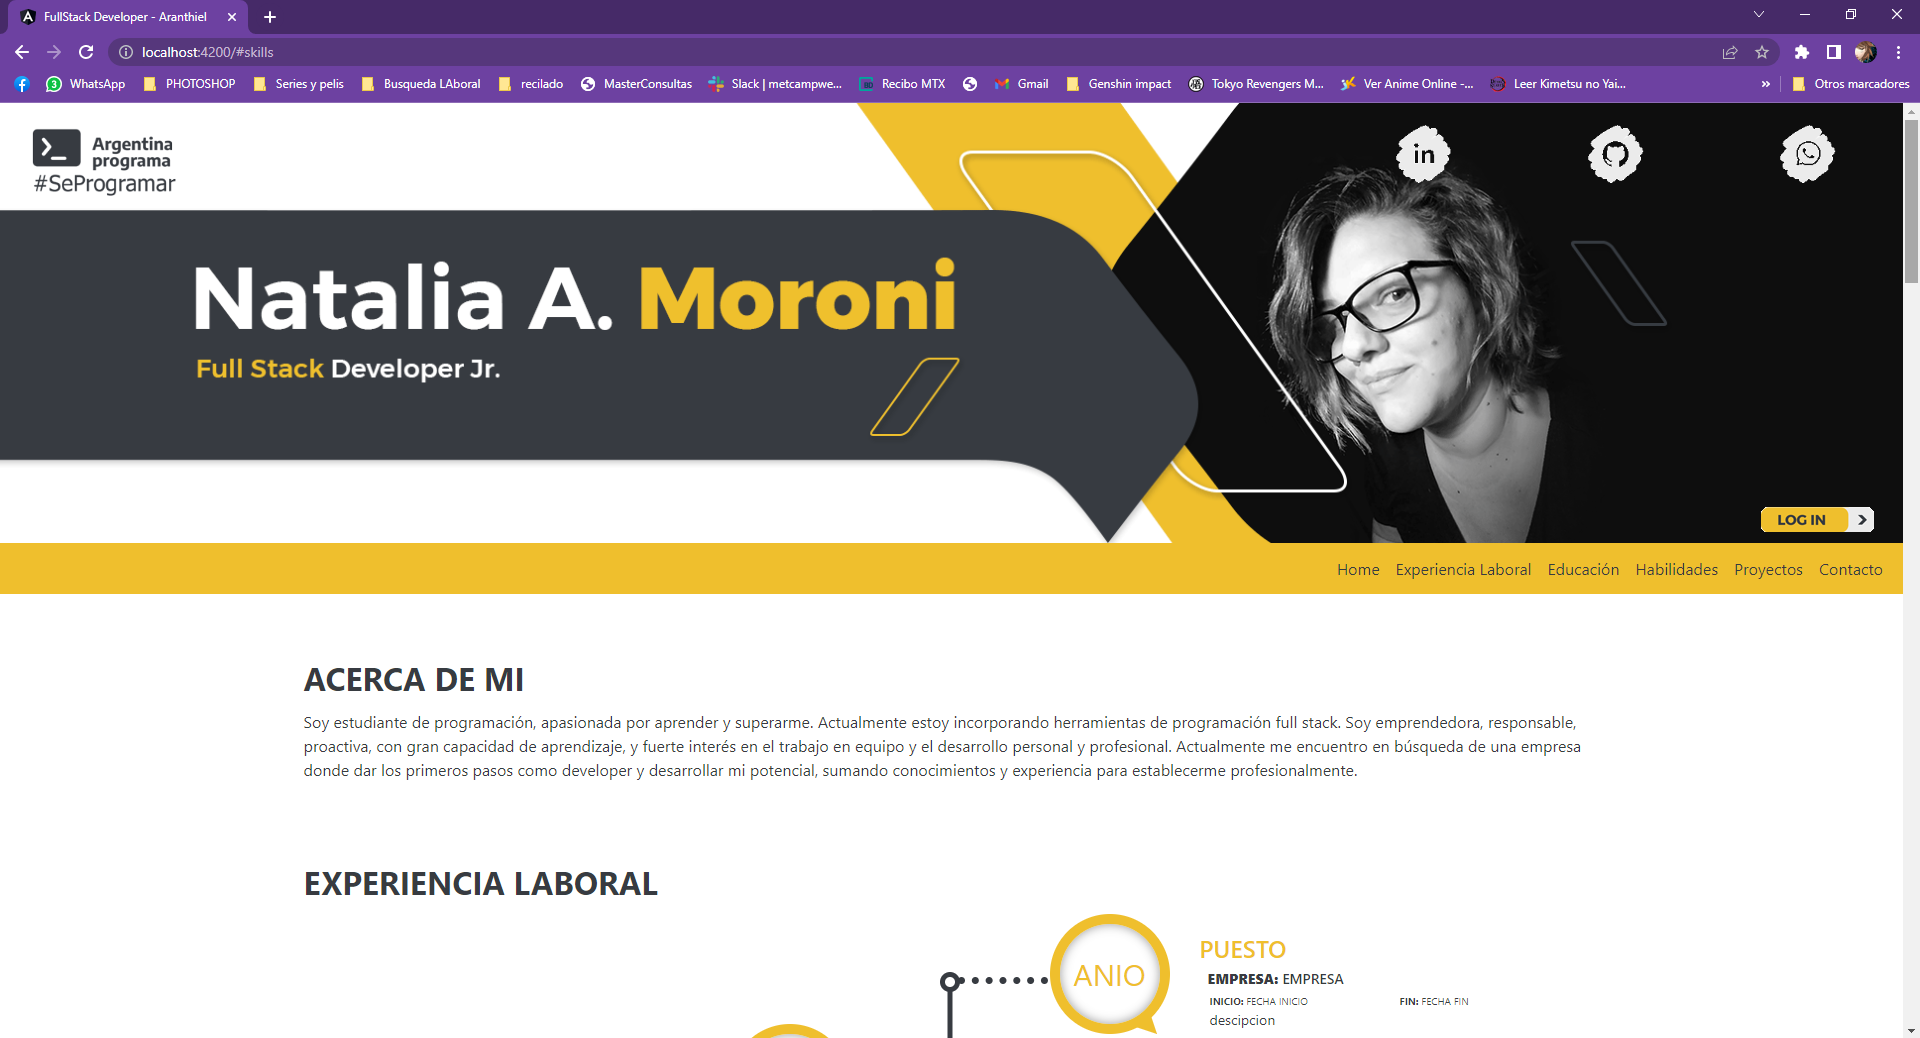 FullStack Developer - Aranthiel
localhost:4200/#skills
3 WhatsApp PHOTOSHOP Series y pelis Busqueda LAboral recilado MasterConsultas Slack | metcampwe... Recibo MTX Gmail Genshin impact Tokyo Revengers M... Ver Anime Online -... Leer Kimetsu no Yai... » Otros marcadores
Argentina
programa
#SeProgramar
in
Natalia A. Moroni
Full Stack Developer Jr.
LOG IN
Home Experiencia Laboral Educación Habilidades Proyectos Contacto
ACERCA DE MI
Soy estudiante de programación, apasionada por aprender y superarme. Actualmente estoy incorporando herramientas de programación full stack. Soy emprendedora, responsable,
proactiva, con gran capacidad de aprendizaje, y fuerte interés en el trabajo en equipo y el desarrollo personal y profesional. Actualmente me encuentro en búsqueda de una empresa
donde dar los primeros pasos como developer y desarrollar mi potencial, sumando conocimientos y experiencia para establecerme profesionalmente.
EXPERIENCIA LABORAL
ANIO
PUESTO
EMPRESA: EMPRESA
INICIO: FECHA INICIO FIN: FECHA FIN
descipcion